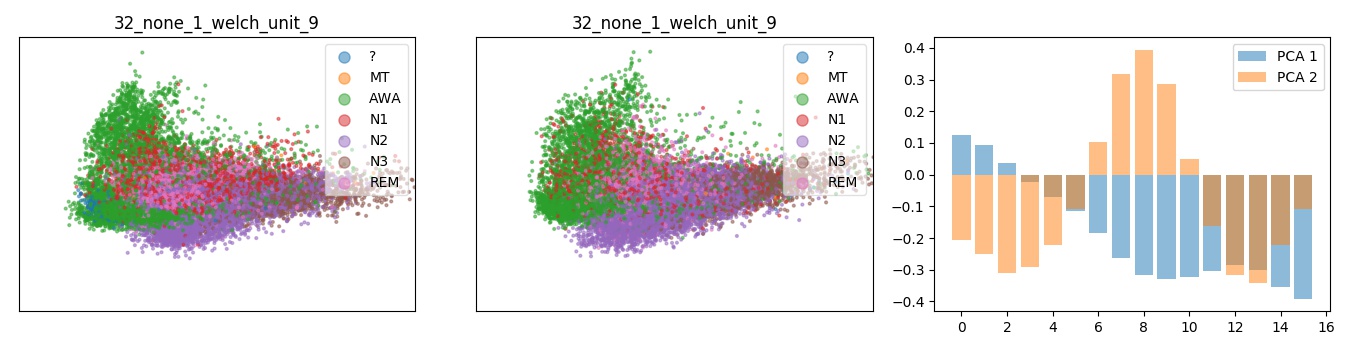 32_none_1_welch_unit_9
?
MT
AWA
N1
N2
N3
REM
32_none_1_welch_unit_9
?
MT
AWA
N1
N2
N3
REM
PCA 1
PCA 2
0.4
0.3
0.2
0.1
0.0
−0.1
−0.2
−0.3
−0.4
0 2 4 6 8 10 12 14 16